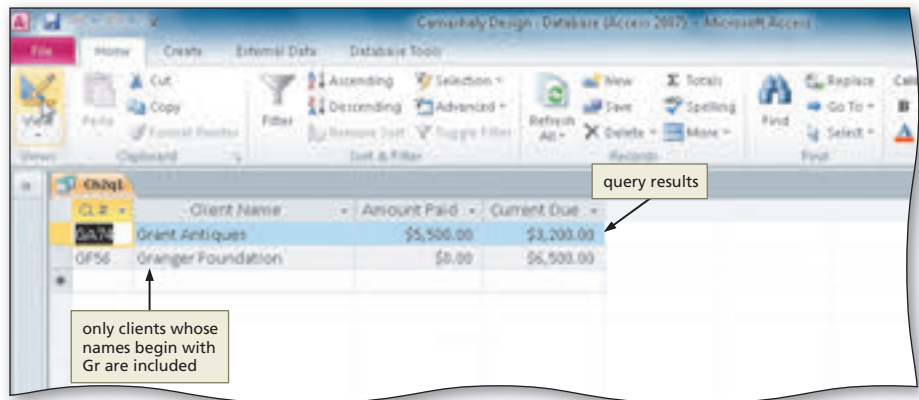 Camashaly Design : Database (Access 2007) - Microsoft Access
File Home Create External Data Database Tools
Cut Ascending Selection New Totals Replace
Copy Descending Advanced Save Spelling Go To
View Paste Format Painter Filter Remove Sort Toggle Filter Refresh All Delete More Find Select
Views Clipboard Sort & Filter Records Find
Ch2q1
query results
CL # Client Name Amount Paid Current Due
GA74 Grant Antiques $5,500.00 $3,200.00
GF56 Granger Foundation $0.00 $6,500.00
only clients whose
names begin with
Gr are included